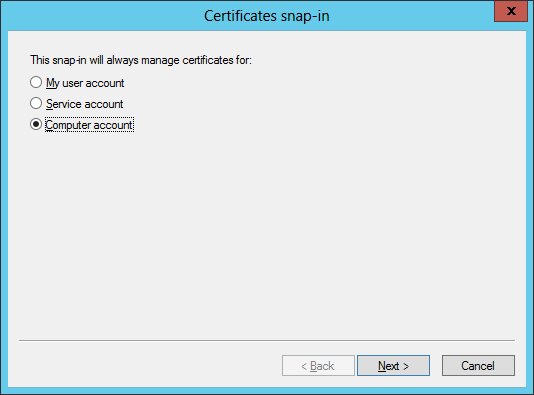 Certificates snap-in
x
This snap-in will always manage certificates for:
My user account
Service account
Computer account
< Back
Next >
Cancel